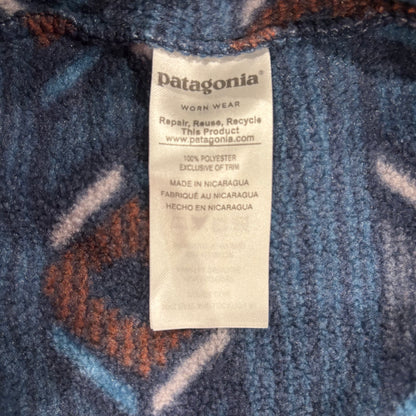 patagonia®
WORN WEAR
Repair, Reuse, Recycle
This Product
www.patagonia.com
100% POLYESTER
EXCLUSIVE OF TRIM
MADE IN NICARAGUA
FABRIQUÉ AU NICARAGUA
HECHO EN NICARAGUA